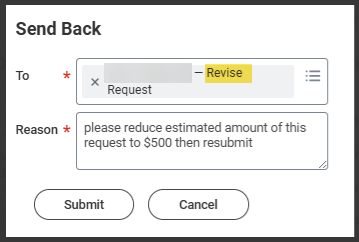 Send Back
To * × — Revise
Request
Reason * please reduce estimated amount of this
request to $500 then resubmit
Submit Cancel